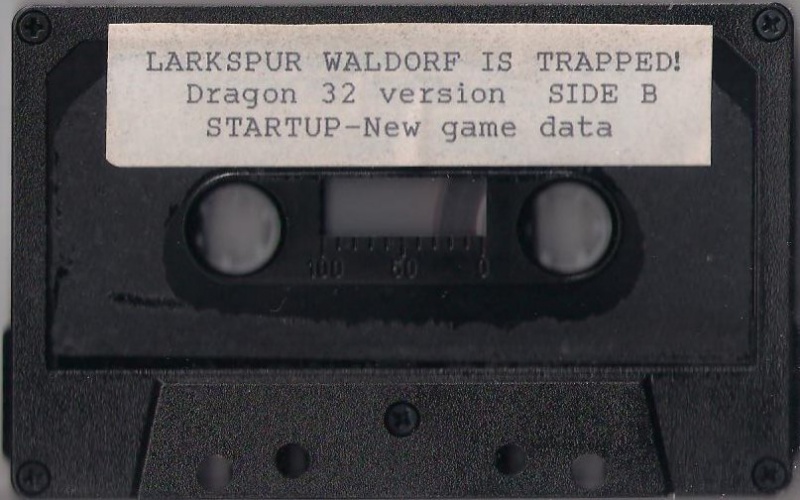 LARKSPUR WALDORF IS TRAPPED!
Dragon 32 version SIDE B
STARTUP-New game data
100 50 0